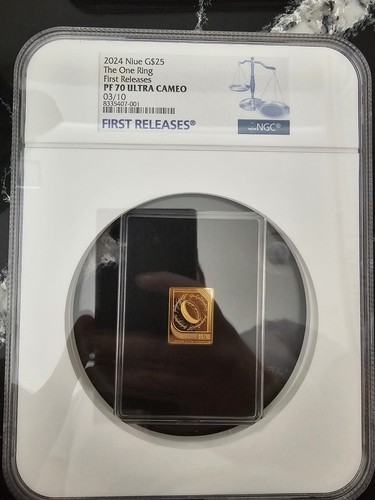 2024 Niue G$25
The One Ring
First Releases
PF 70 ULTRA CAMEO
03/10
8335407-001
FIRST RELEASES®
NGC®